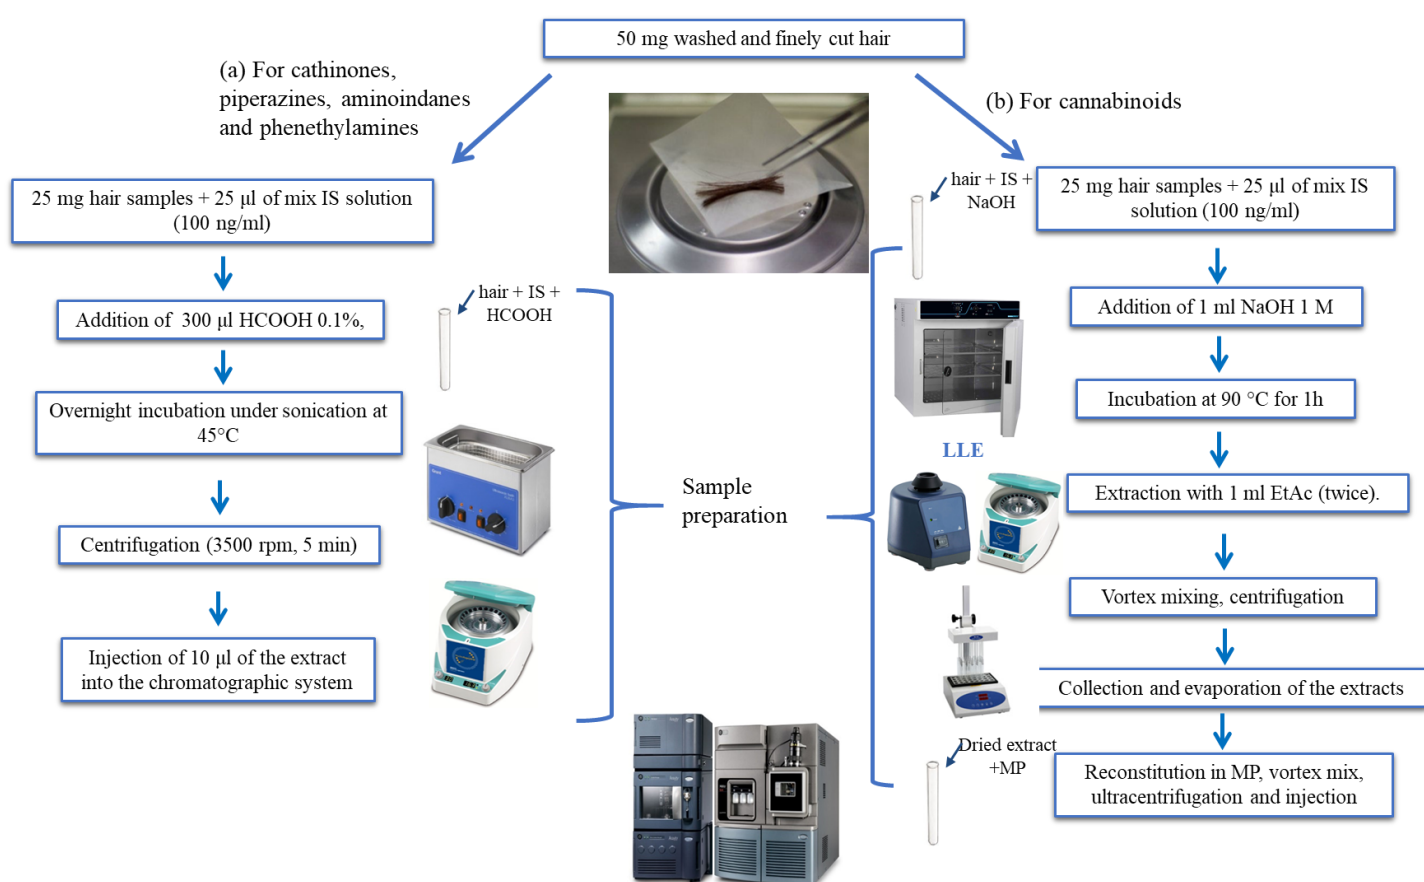 50 mg washed and finely cut hair
(a) For cathinones,
piperazines, aminoindanes
and phenethylamines
(b) For cannabinoids
25 mg hair samples + 25 µl of mix IS solution
(100 ng/ml)
Addition of 300 µl HCOOH 0.1%,
Overnight incubation under sonication at
45°C
Centrifugation (3500 rpm, 5 min)
Injection of 10 µl of the extract
into the chromatographic system
hair + IS +
HCOOH
Sample
preparation
hair + IS +
NaOH
LLE
Dried extract
+MP
25 mg hair samples + 25 µl of mix IS
solution (100 ng/ml)
Addition of 1 ml NaOH 1 M
Incubation at 90 °C for 1h
Extraction with 1 ml EtAc (twice).
Vortex mixing, centrifugation
Collection and evaporation of the extracts
Reconstitution in MP, vortex mix,
ultracentrifugation and injection